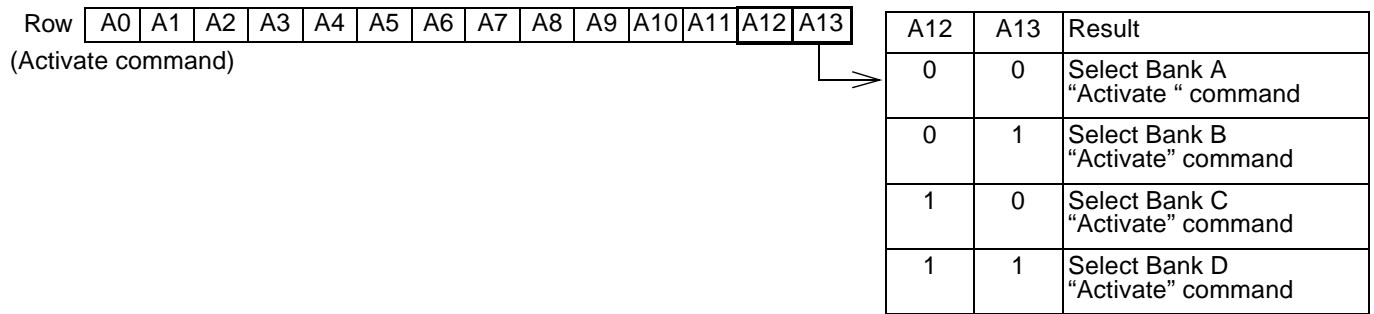 Row A0 A1 A2 A3 A4 A5 A6 A7 A8 A9 A10 A11 A12 A13
(Activate command)
A12 A13 Result
0 0 Select Bank A
“Activate “ command
0 1 Select Bank B
“Activate” command
1 0 Select Bank C
“Activate” command
1 1 Select Bank D
“Activate” command